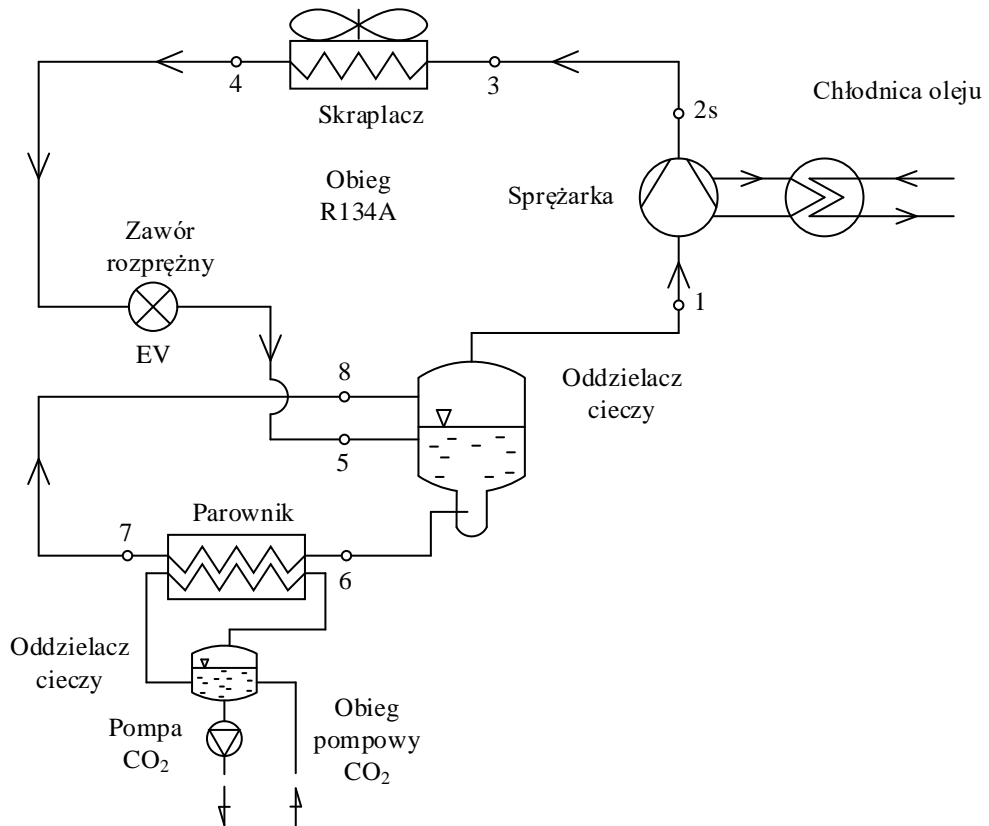 4
3
Skraplacz
Chłodnica oleju
2s
Obieg
R134A
Sprężarka
Zawór
rozprężny
EV
1
8
5
Oddzielacz
cieczy
Parownik
7
6
Oddzielacz
cieczy
Pompa
CO₂
Obieg
pompowy
CO₂